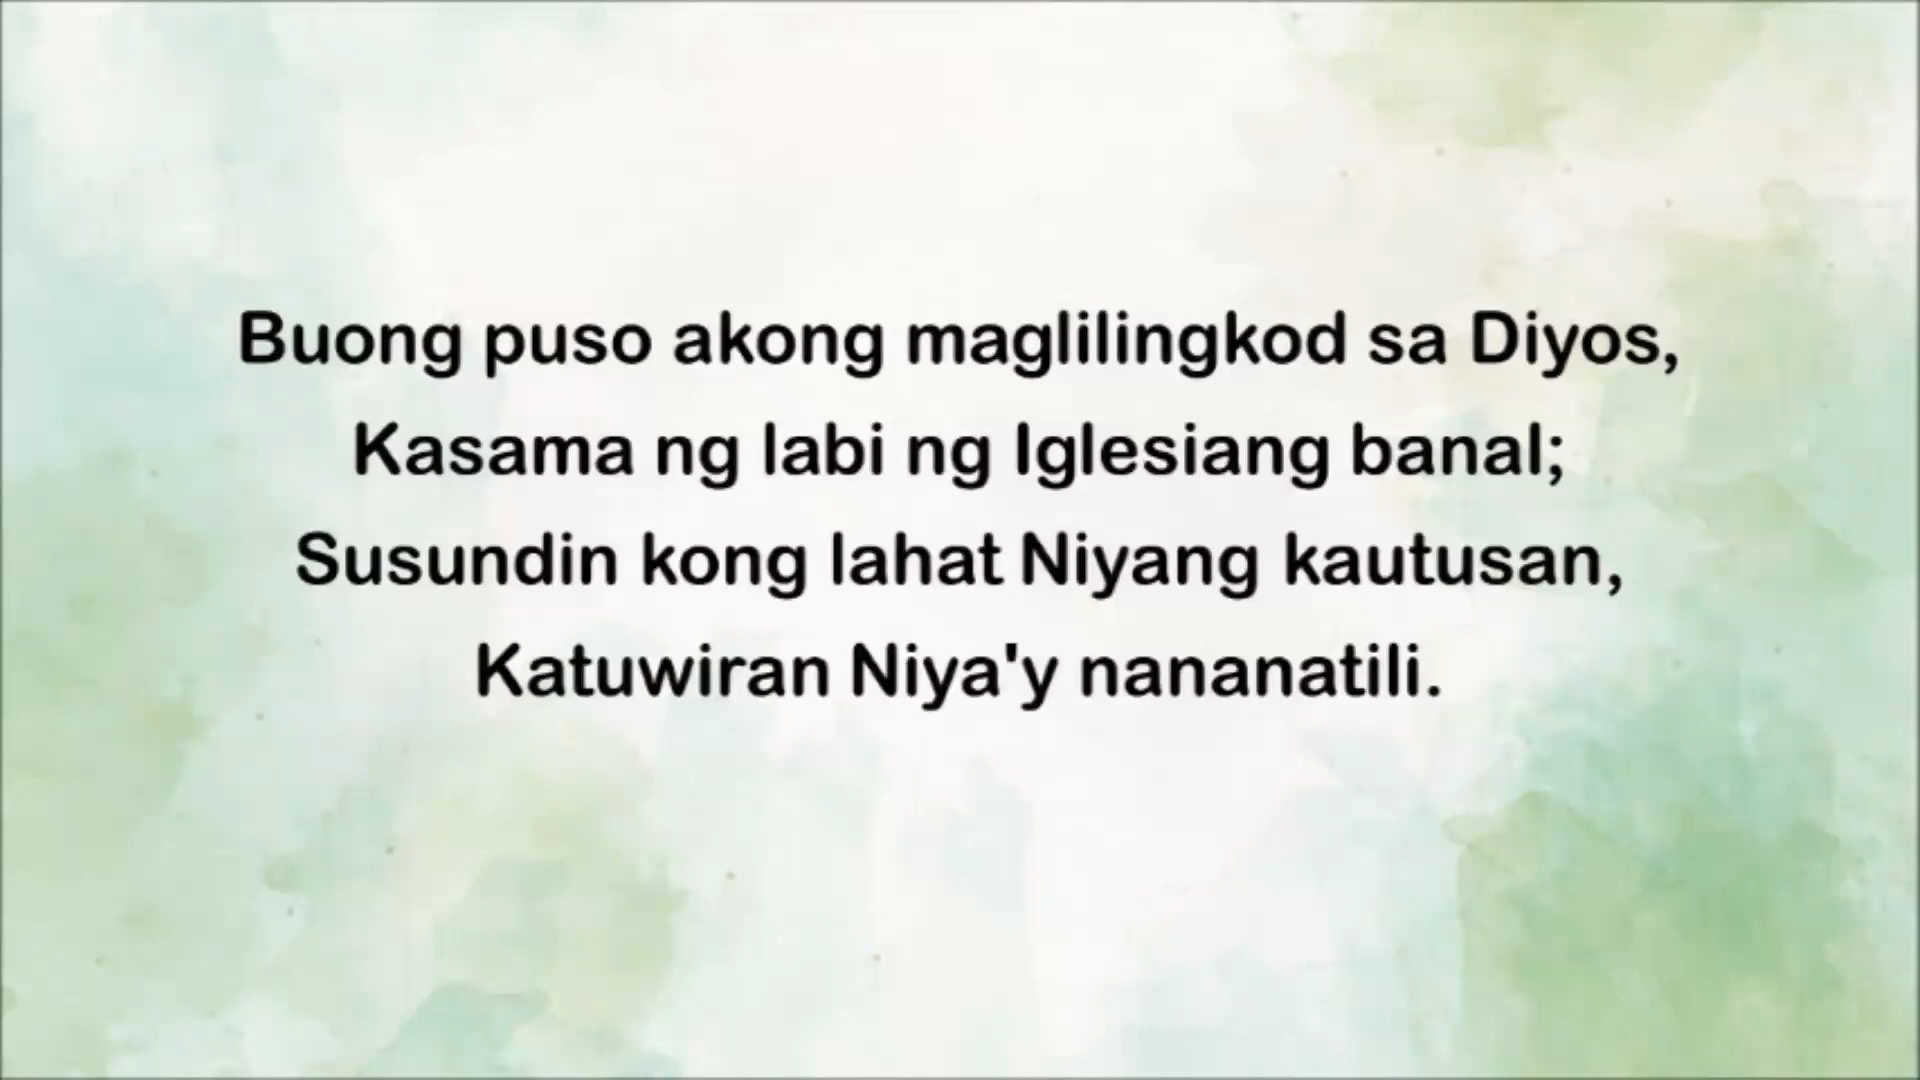 Buong puso akong maglilingkod sa Diyos,
Kasama ng labi ng Iglesiang banal;
Susundin kong lahat Niyang kautusan,
Katuwiran Niya'y nananatili.